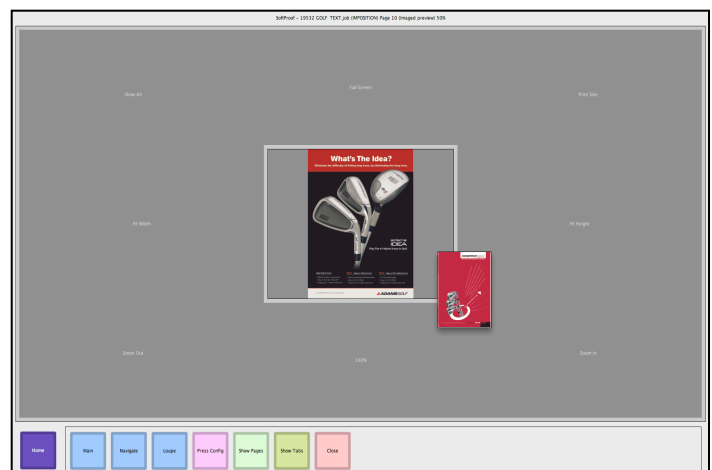 SoftProof - 19532 GOLF TEXT.job (IMPOSITION) Page 10 (Imaged preview) 50%
Full Screen
Show All
Print Size
What's The Idea?
Fit Width
Fit Height
IDEA
ADAMSGOLF
Zoom Out
100%
Zoom In
Home
Main
Navigate
Loupe
Press Config
Show Pages
Show Tabs
Close